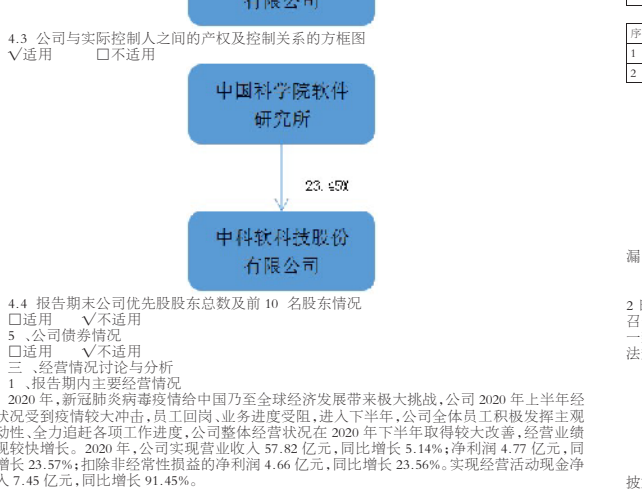 有限公司
4.3 公司与实际控制人之间的产权及控制关系的方框图
√适用 □不适用
中国科学院软件
研究所
中科软科技股份
有限公司
4.4 报告期末公司优先股股东总数及前 10 名股东情况
□适用 √不适用
5 、公司债券情况
□适用 √不适用
三 、经营情况讨论与分析
1 、报告期内主要经营情况
2020 年,新冠肺炎病毒疫情给中国乃至全球经济发展带来极大挑战,公司 2020 年上半年经
状况受到疫情较大冲击,员工回岗、业务进度受阻,进入下半年,公司全体员工积极发挥主观
动性、全力追赶各项工作进度,公司整体经营状况在 2020 年下半年取得较大改善,经营业绩
现较快增长。2020 年,公司实现营业收入 57.82 亿元,同比增长 5.14%;净利润 4.77 亿元,同
增长 23.57%;扣除非经常性损益的净利润 4.66 亿元,同比增长 23.56%。实现经营活动现金净
入 7.45 亿元,同比增长 91.45%。
序
1
2
漏
2
召
一
法
披